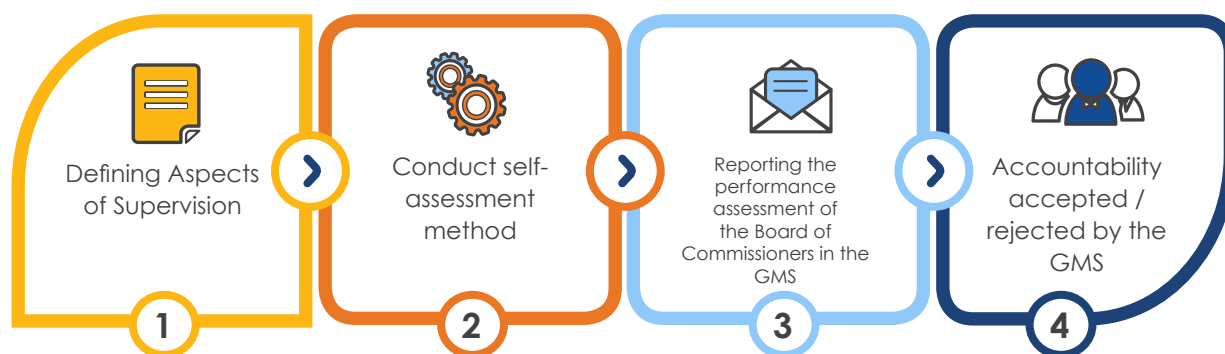 Defining Aspects
of Supervision
1
Conduct self-
assessment
method
2
Reporting the
performance
assessment of
the Board of
Commissioners in the
GMS
3
Accountability
accepted /
rejected by the
GMS
4